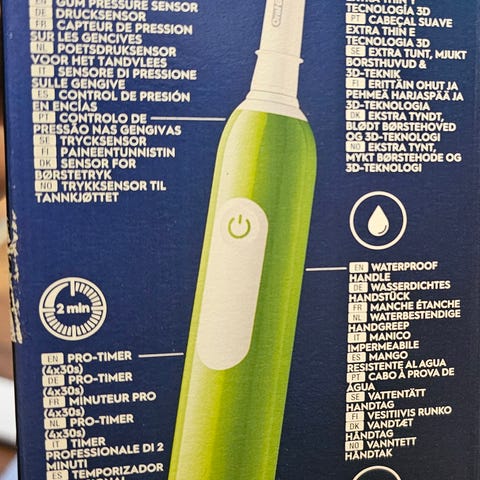 EN GUM PRESSURE SENSOR
DE DRUCKSENSOR
FR CAPTEUR DE PRESSION
SUR LES GENCIVES
NL POETSDRUKSENSOR
VOOR HET TANDVLEES
IT SENSORE DI PRESSIONE
SULLE GENGIVE
ES CONTROL DE PRESIÓN
EN ENCÍAS
PT CONTROLO DE
PRESSÃO NAS GENGIVAS
SE TRYCKSENSOR
FI PAINEENTUNNISTIN
DK SENSOR FOR
BØRSTETRYK
NO TRYKKSENSOR TIL
TANNKJØTTET
2 min
EN PRO-TIMER
(4x30s)
DE PRO-TIMER
(4x30s)
FR MINUTEUR PRO
(4x30s)
NL PRO-TIMER
(4x30s)
IT TIMER
PROFESSIONALE DI 2
MINUTI
ES TEMPORIZADOR
Oral-B
EXTRA THIN Y
TECNOLOGÍA 3D
PT CABEÇAL SUAVE
EXTRA THIN E
TECNOLOGIA 3D
SE EXTRA TUNT, MJUKT
BORSTHUVUD &
3D-TEKNIK
FI ERITTÄIN OHUT JA
PEHMEÄ HARJASPÄÄ JA
3D-TEKNOLOGIA
DK EKSTRA TYNDT,
BLØDT BØRSTEHOVED
OG 3D-TEKNOLOGI
NO EKSTRA TYNT,
MYKT BØRSTEHODE OG
3D-TEKNOLOGI
EN WATERPROOF
HANDLE
DE WASSERDICHTES
HANDSTÜCK
FR MANCHE ÉTANCHE
NL WATERBESTENDIGE
HANDGREEP
IT MANICO
IMPERMEABILE
ES MANGO
RESISTENTE AL AGUA
PT CABO À PROVA DE
ÁGUA
SE VATTENTÄTT
HANDTAG
FI VESITIIVIS RUNKO
DK VANDTÆT
HÅNDTAG
NO VANNTETT
HÅNDTAK